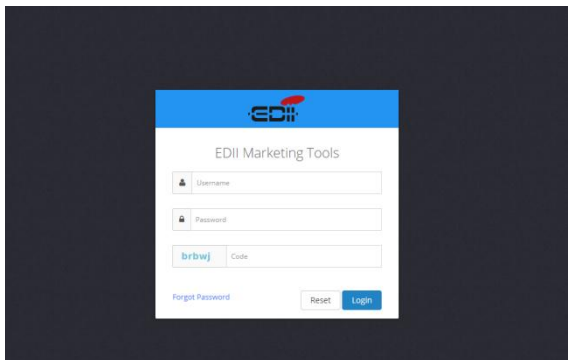 EDII
EDII Marketing Tools
Username
Password
brbwj Code
Forgot Password Reset Login